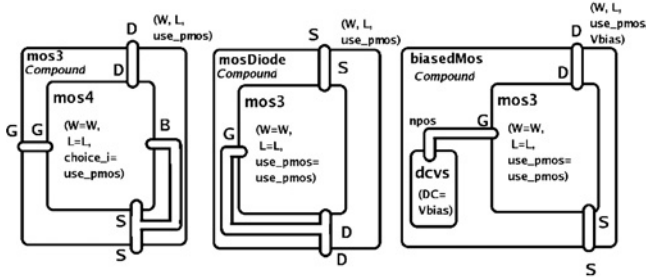 D
(W, L,
use_pmos)
mos3
Compound
D
mos4
G
G
(W=W,
L=L,
choice_i=
use_pmos)
B
S
S
S
(W, L,
use_pmos)
mosDiode
Compound
S
mos3
G
(W=W,
L=L,
use_pmos=
use_pmos)
D
D
D
(W, L,
use_pmos,
Vbias)
biasedMos
Compound
D
mos3
npos
G
(W=W,
L=L,
use_pmos=
use_pmos)
dcvs
(DC=
Vbias)
S
S